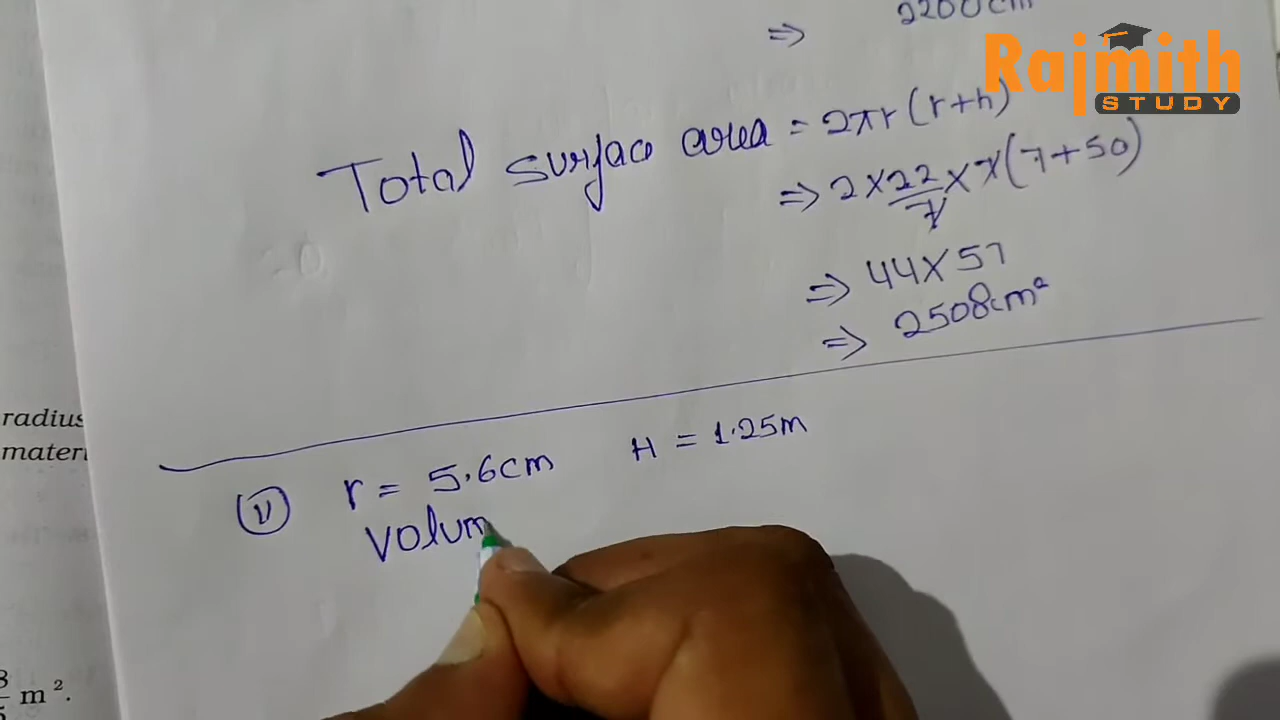 2200cm
⇒
Rajmith
STUDY
Total surface area = 2πr(r+h)
⇒ 2×22/7×7(7+50)
⇒ 44×57
⇒ 2508cm²
radius
(v) r = 5.6cm H = 1.25m
Volum
m².